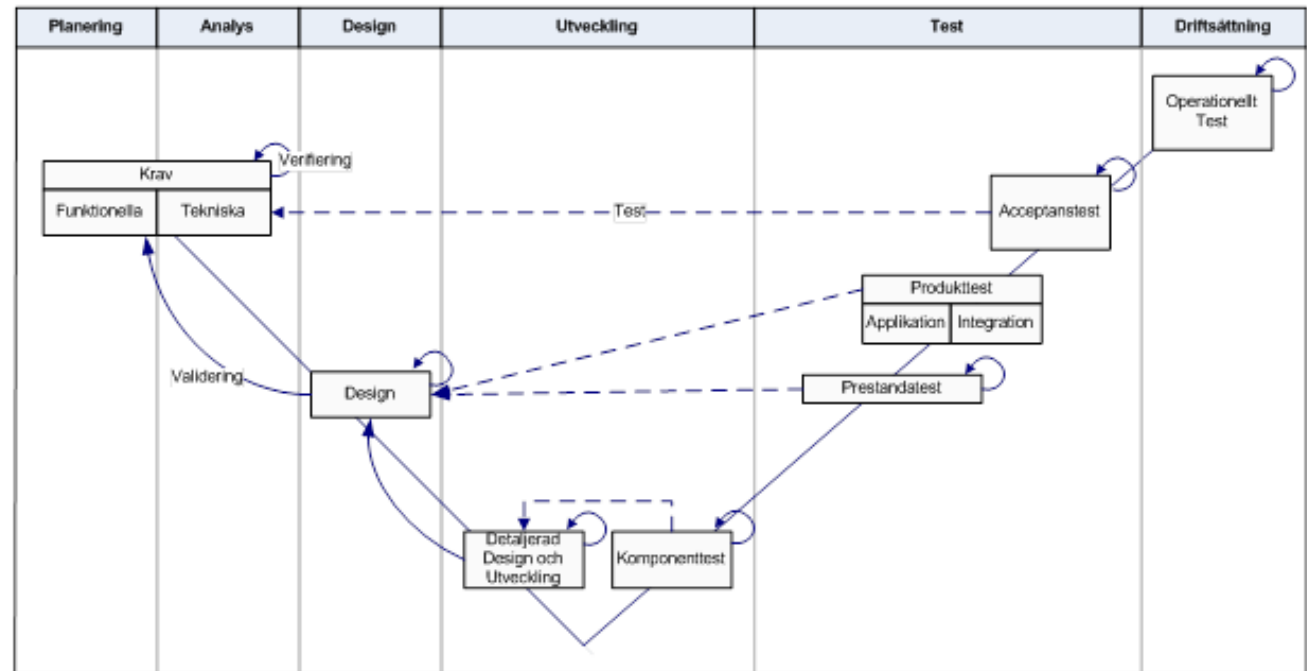 Planering
Analys
Design
Utveckling
Test
Driftsättning
Operationellt
Test
Verifiering
Krav
Funktionella
Tekniska
Test
Acceptanstest
Produkttest
Applikation
Integration
Validering
Design
Prestandatest
Detaljerad
Design och
Utveckling
Komponenttest